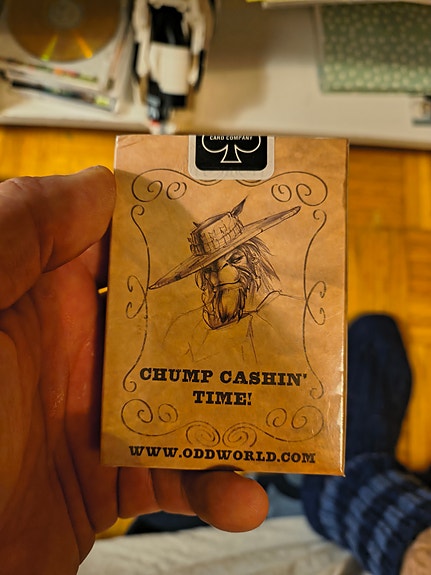 CARD COMPANY
CHUMP CASHIN'
TIME!
WWW.ODDWORLD.COM